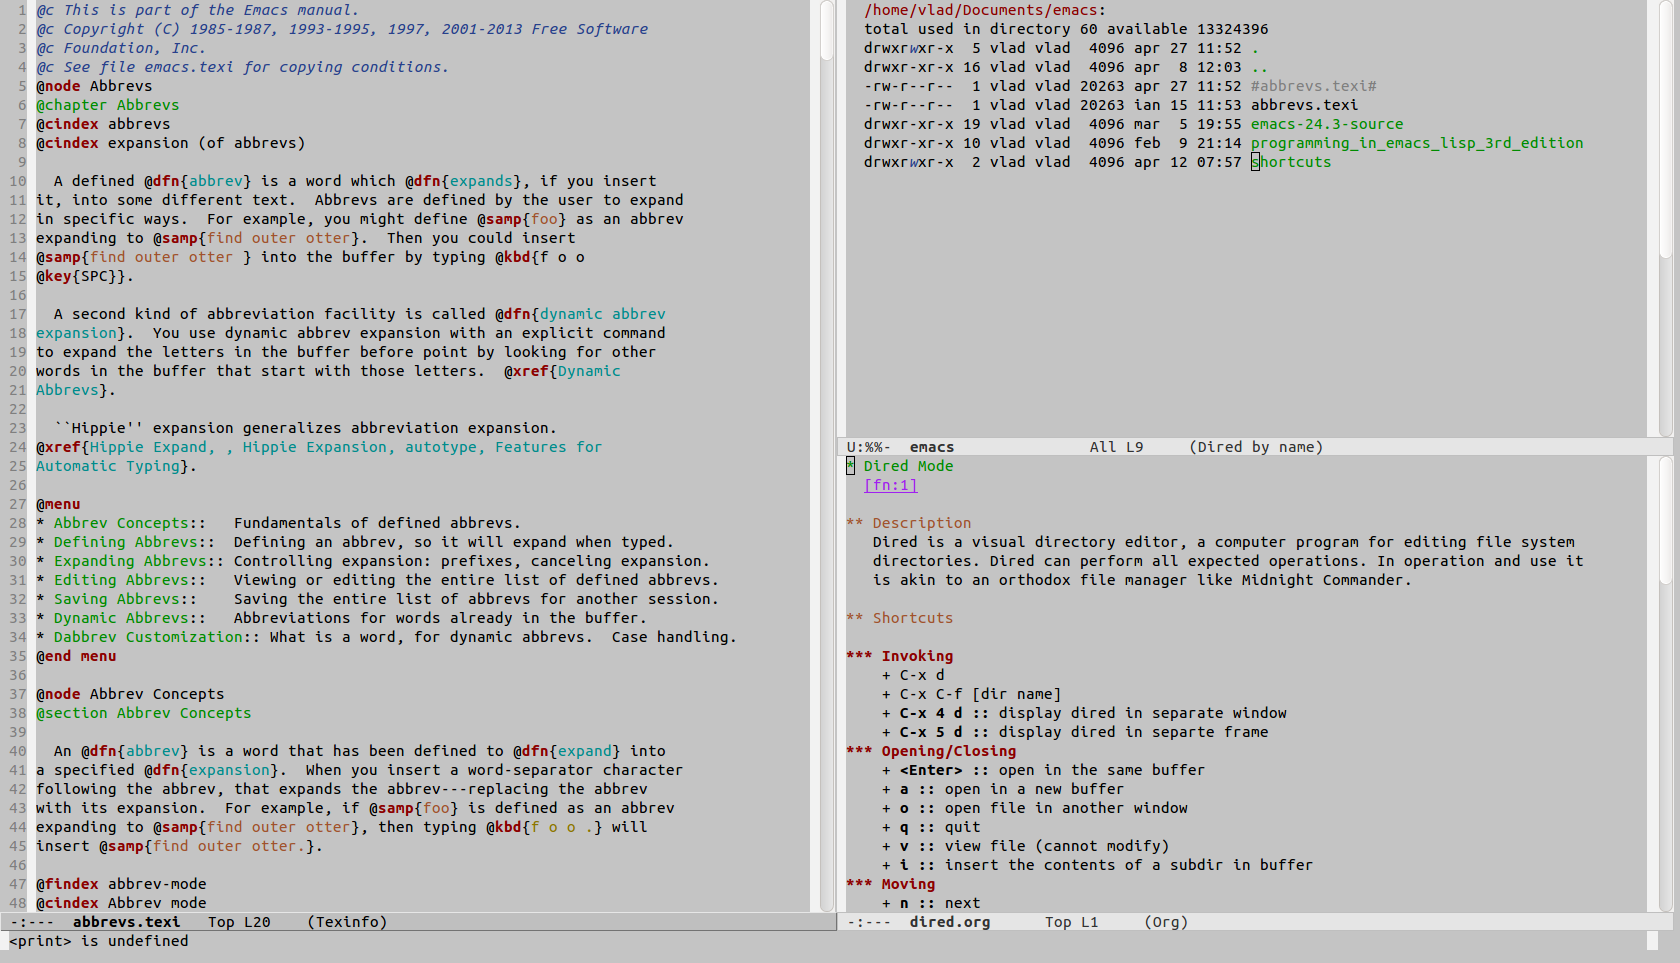 1 @c This is part of the Emacs manual.
2 @c Copyright (C) 1985-1987, 1993-1995, 1997, 2001-2013 Free Software
3 @c Foundation, Inc.
4 @c See file emacs.texi for copying conditions.
5 @node Abbrevs
6 @chapter Abbrevs
7 @cindex abbrevs
8 @cindex expansion (of abbrevs)
9
10   A defined @dfn{abbrev} is a word which @dfn{expands}, if you insert
11 it, into some different text.  Abbrevs are defined by the user to expand
12 in specific ways.  For example, you might define @samp{foo} as an abbrev
13 expanding to @samp{find outer otter}.  Then you could insert
14 @samp{find outer otter } into the buffer by typing @kbd{f o o
15 @key{SPC}}.
16
17   A second kind of abbreviation facility is called @dfn{dynamic abbrev
18 expansion}.  You use dynamic abbrev expansion with an explicit command
19 to expand the letters in the buffer before point by looking for other
20 words in the buffer that start with those letters.  @xref{Dynamic
21 Abbrevs}.
22
23   ``Hippie'' expansion generalizes abbreviation expansion.
24 @xref{Hippie Expand, , Hippie Expansion, autotype, Features for
25 Automatic Typing}.
26
27 @menu
28 * Abbrev Concepts::   Fundamentals of defined abbrevs.
29 * Defining Abbrevs::  Defining an abbrev, so it will expand when typed.
30 * Expanding Abbrevs:: Controlling expansion: prefixes, canceling expansion.
31 * Editing Abbrevs::   Viewing or editing the entire list of defined abbrevs.
32 * Saving Abbrevs::    Saving the entire list of abbrevs for another session.
33 * Dynamic Abbrevs::   Abbreviations for words already in the buffer.
34 * Dabbrev Customization:: What is a word, for dynamic abbrevs.  Case handling.
35 @end menu
36
37 @node Abbrev Concepts
38 @section Abbrev Concepts
39
40   An @dfn{abbrev} is a word that has been defined to @dfn{expand} into
41 a specified @dfn{expansion}.  When you insert a word-separator character
42 following the abbrev, that expands the abbrev---replacing the abbrev
43 with its expansion.  For example, if @samp{foo} is defined as an abbrev
44 expanding to @samp{find outer otter}, then typing @kbd{f o o .} will
45 insert @samp{find outer otter.}.
46
47 @findex abbrev-mode
48 @cindex Abbrev mode
-:---  abbrevs.texi   Top L20    (Texinfo)
/home/vlad/Documents/emacs:
total used in directory 60 available 13324396
drwxrwxr-x  5 vlad vlad  4096 apr 27 11:52 .
drwxr-xr-x 16 vlad vlad  4096 apr  8 12:03 ..
-rw-r--r--  1 vlad vlad 20263 apr 27 11:52 #abbrevs.texi#
-rw-r--r--  1 vlad vlad 20263 ian 15 11:53 abbrevs.texi
drwxr-xr-x 19 vlad vlad  4096 mar  5 19:55 emacs-24.3-source
drwxr-xr-x 10 vlad vlad  4096 feb  9 21:14 programming_in_emacs_lisp_3rd_edition
drwxrwxr-x  2 vlad vlad  4096 apr 12 07:57 shortcuts
U:%%-  emacs               All L9     (Dired by name)
* Dired Mode
[fn:1]
** Description
Dired is a visual directory editor, a computer program for editing file system
directories. Dired can perform all expected operations. In operation and use it
is akin to an orthodox file manager like Midnight Commander.
** Shortcuts
*** Invoking
+ C-x d
+ C-x C-f [dir name]
+ C-x 4 d :: display dired in separate window
+ C-x 5 d :: display dired in separte frame
*** Opening/Closing
+ <Enter> :: open in the same buffer
+ a :: open in a new buffer
+ o :: open file in another window
+ q :: quit
+ v :: view file (cannot modify)
+ i :: insert the contents of a subdir in buffer
*** Moving
+ n :: next
-:---  dired.org      Top L1     (Org)
<print> is undefined